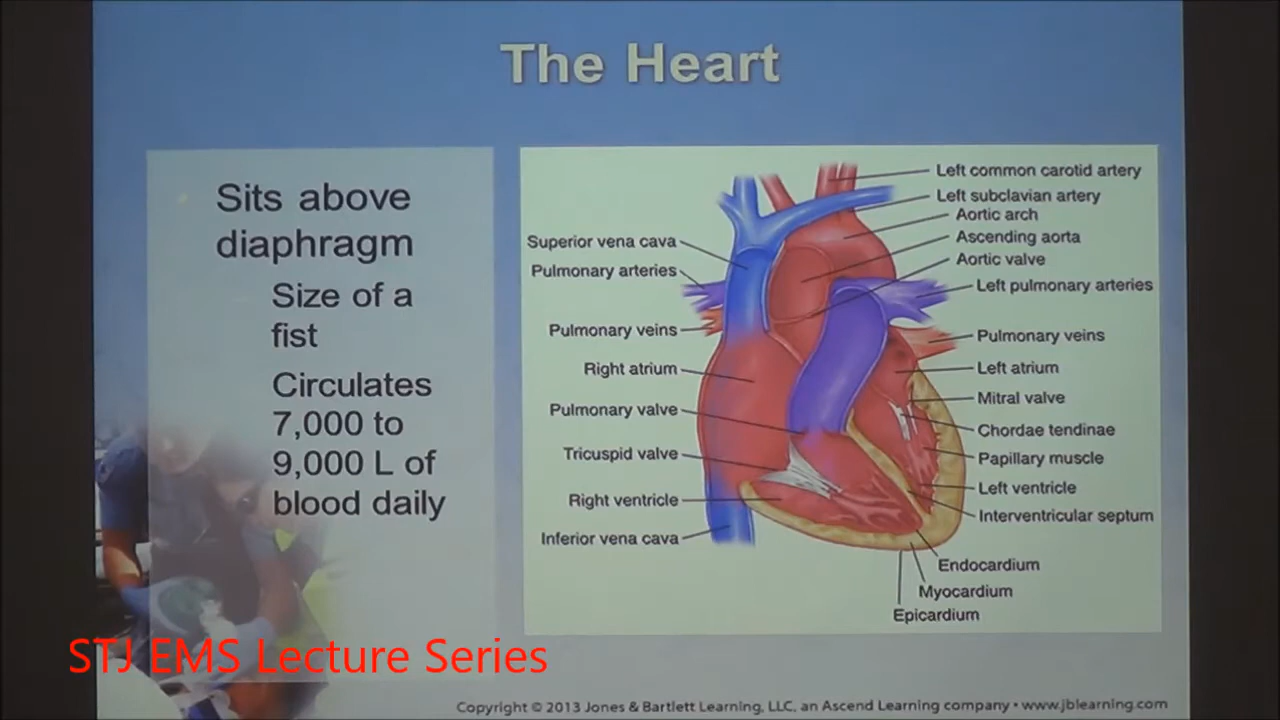 The Heart
Sits above
diaphragm
Size of a
fist
Circulates
7,000 to
9,000 L of
blood daily
Superior vena cava
Pulmonary arteries
Pulmonary veins
Right atrium
Pulmonary valve
Tricuspid valve
Right ventricle
Inferior vena cava
Left common carotid artery
Left subclavian artery
Aortic arch
Ascending aorta
Aortic valve
Left pulmonary arteries
Pulmonary veins
Left atrium
Mitral valve
Chordae tendinae
Papillary muscle
Left ventricle
Interventricular septum
Endocardium
Myocardium
Epicardium
STJ EMS Lecture Series
Copyright © 2013 Jones & Bartlett Learning, LLC, an Ascend Learning company • www.jblearning.com